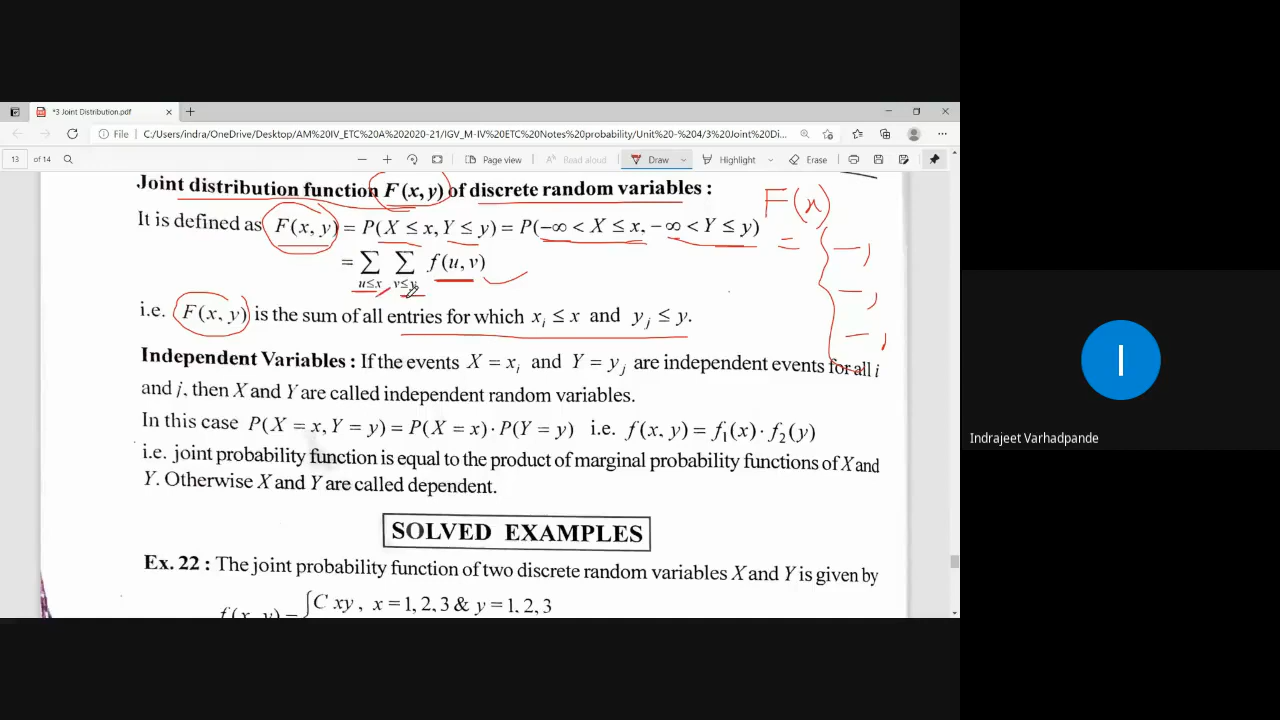 *3 Joint Distribution.pdf
File C:/Users/indra/OneDrive/Desktop/AM%20IV_ETC%20A%202020-21/IGV_M-IV%20ETC%20Notes%20probability/Unit%20-%204/3%20Joint%20Di...
13 of 14 Page view Read aloud Draw Highlight Erase
Joint distribution function F(x, y) of discrete random variables :
F(x)
It is defined as F(x, y) = P(X ≤ x, Y ≤ y) = P(−∞ < X ≤ x, −∞ < Y ≤ y)
= { —,
—,
—,
= ∑ ∑ f(u, v)
u≤x v≤y
i.e. F(x, y) is the sum of all entries for which xᵢ ≤ x and yⱼ ≤ y.
Independent Variables : If the events X = xᵢ and Y = yⱼ are independent events for all i
and j, then X and Y are called independent random variables.
In this case P(X = x, Y = y) = P(X = x) · P(Y = y) i.e. f(x, y) = f₁(x) · f₂(y)
i.e. joint probability function is equal to the product of marginal probability functions of X and
Y. Otherwise X and Y are called dependent.
SOLVED EXAMPLES
Ex. 22 : The joint probability function of two discrete random variables X and Y is given by
f(x, y) = {C xy, x = 1, 2, 3 & y = 1, 2, 3
I
Indrajeet Varhadpande